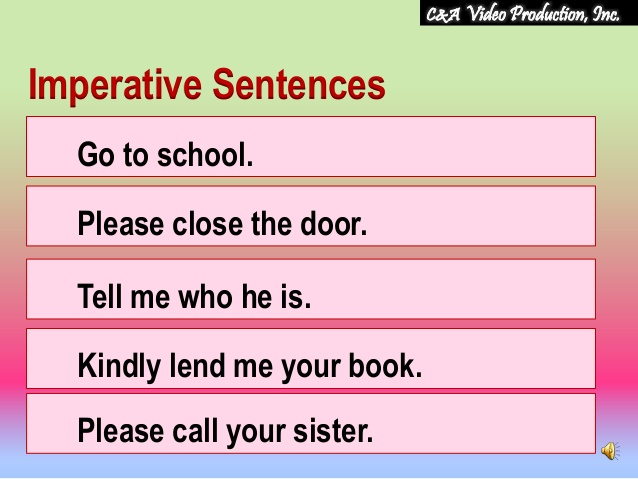 C&A Video Production, Inc.
Imperative Sentences
Go to school.
Please close the door.
Tell me who he is.
Kindly lend me your book.
Please call your sister.